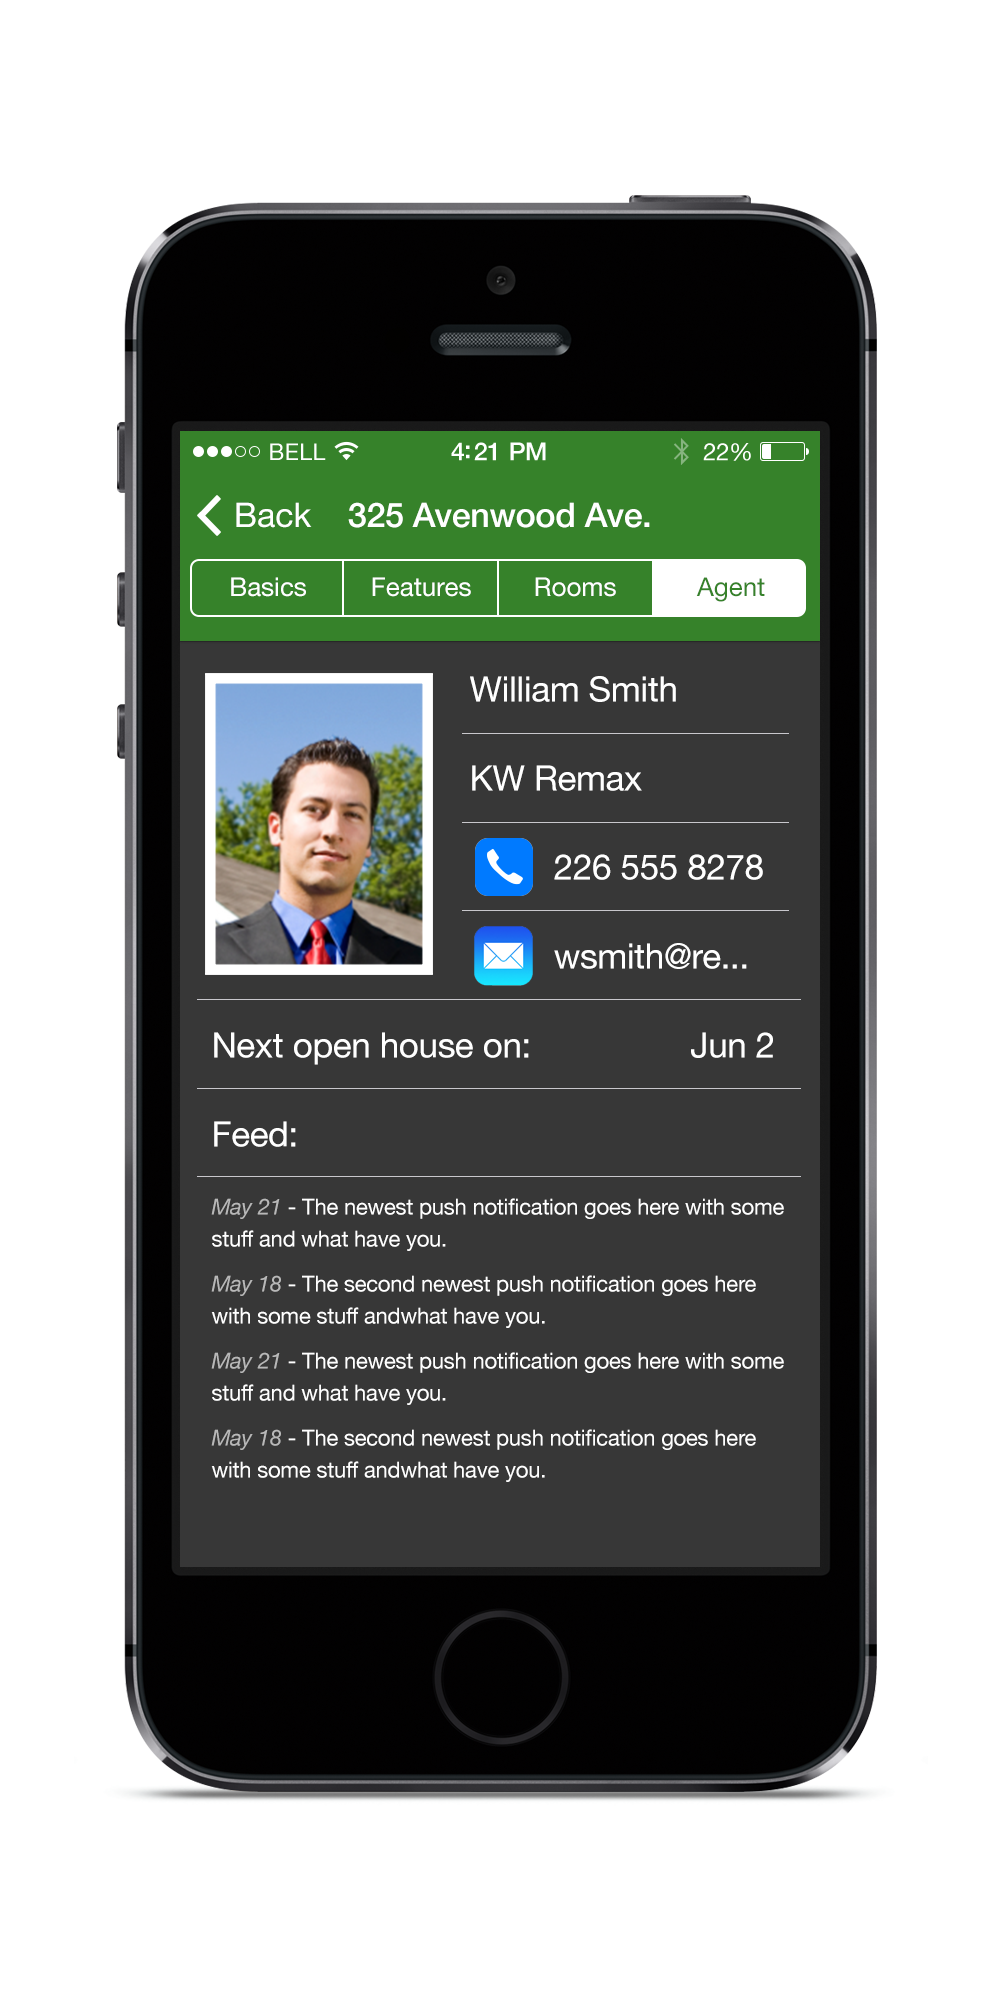 BELL 4:21 PM 22%
Back 325 Avenwood Ave.
Basics Features Rooms Agent
William Smith
KW Remax
226 555 8278
wsmith@re...
Next open house on: Jun 2
Feed:
May 21 - The newest push notification goes here with some
stuff and what have you.
May 18 - The second newest push notification goes here
with some stuff andwhat have you.
May 21 - The newest push notification goes here with some
stuff and what have you.
May 18 - The second newest push notification goes here
with some stuff andwhat have you.